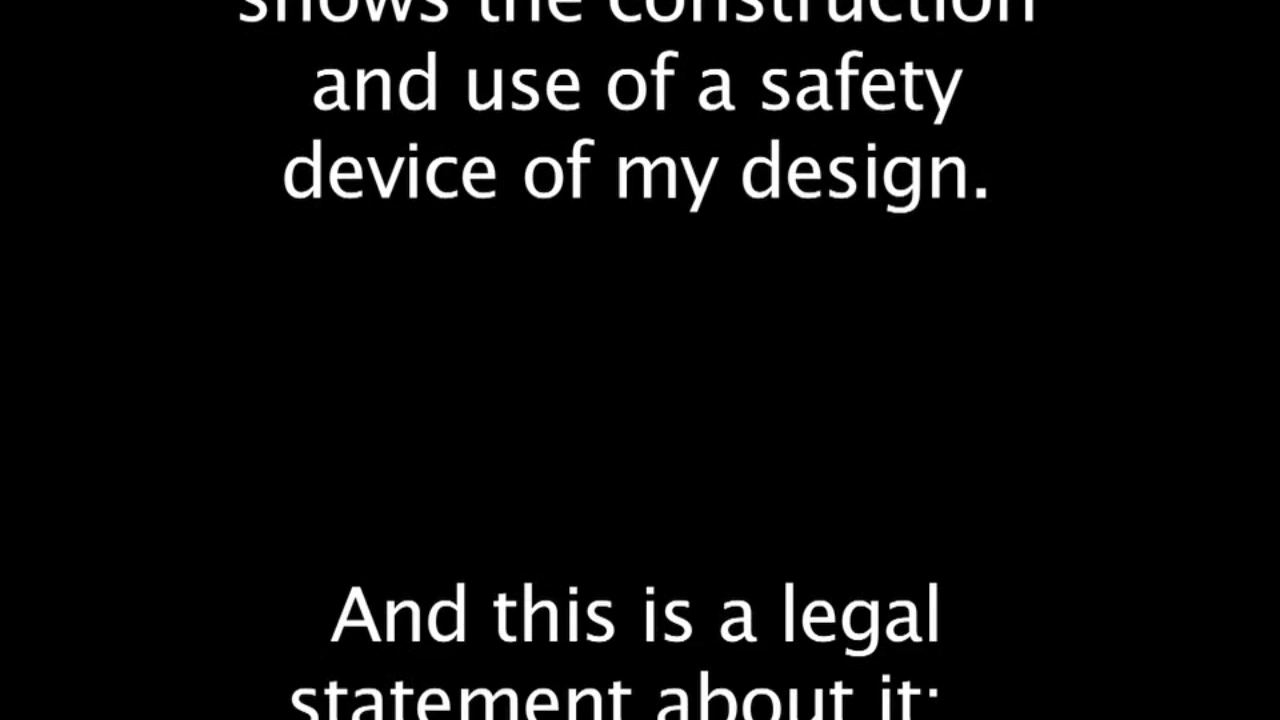 shows the construction
and use of a safety
device of my design.
And this is a legal
statement about it: